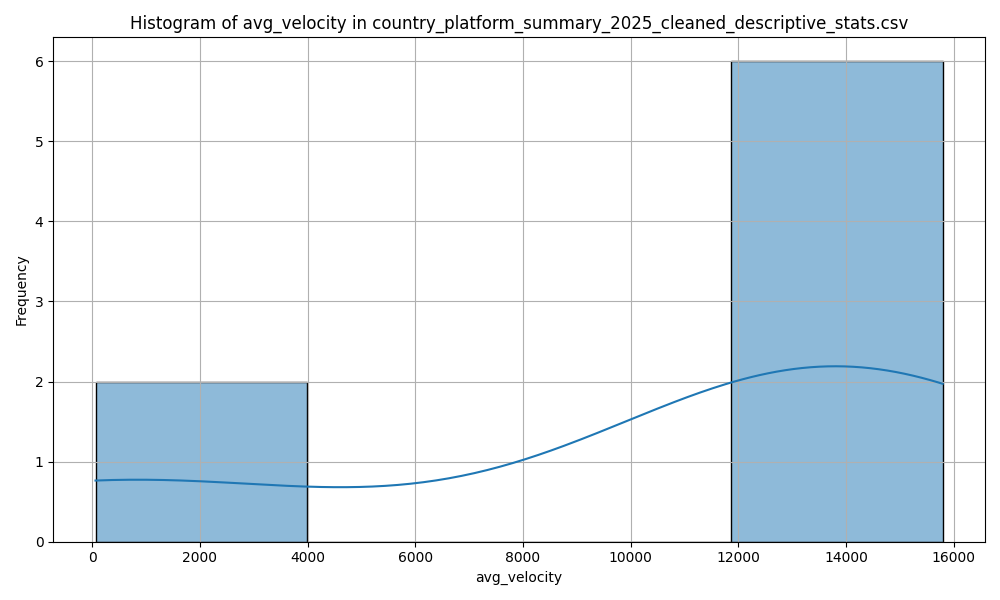 Histogram of avg_velocity in country_platform_summary_2025_cleaned_descriptive_stats.csv
Frequency
6
5
4
3
2
1
0
0 2000 4000 6000 8000 10000 12000 14000 16000
avg_velocity